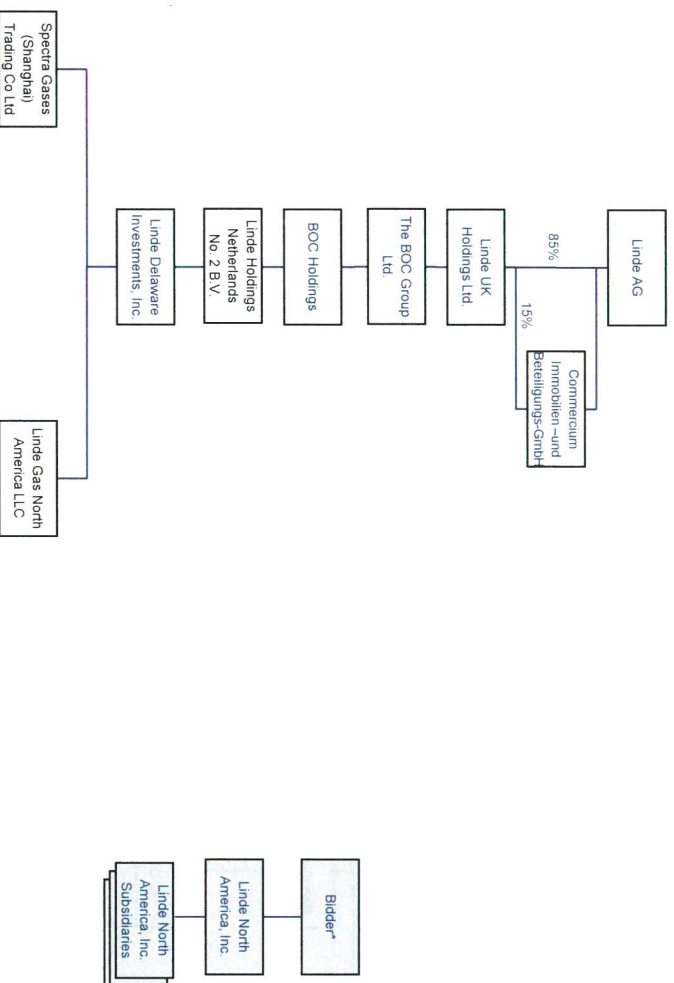 Linde AG
85%
15%
Commercium
Immobilien –und
Beteiligungs-GmbH
Linde UK
Holdings Ltd.
The BOC Group
Ltd.
BOC Holdings
Linde Holdings
Netherlands
No. 2 B.V.
Linde Delaware
Investments, Inc.
Spectra Gases
(Shanghai)
Trading Co Ltd
Linde Gas North
America LLC
Bidder*
Linde North
America, Inc.
Linde North
America, Inc.
Subsidiaries